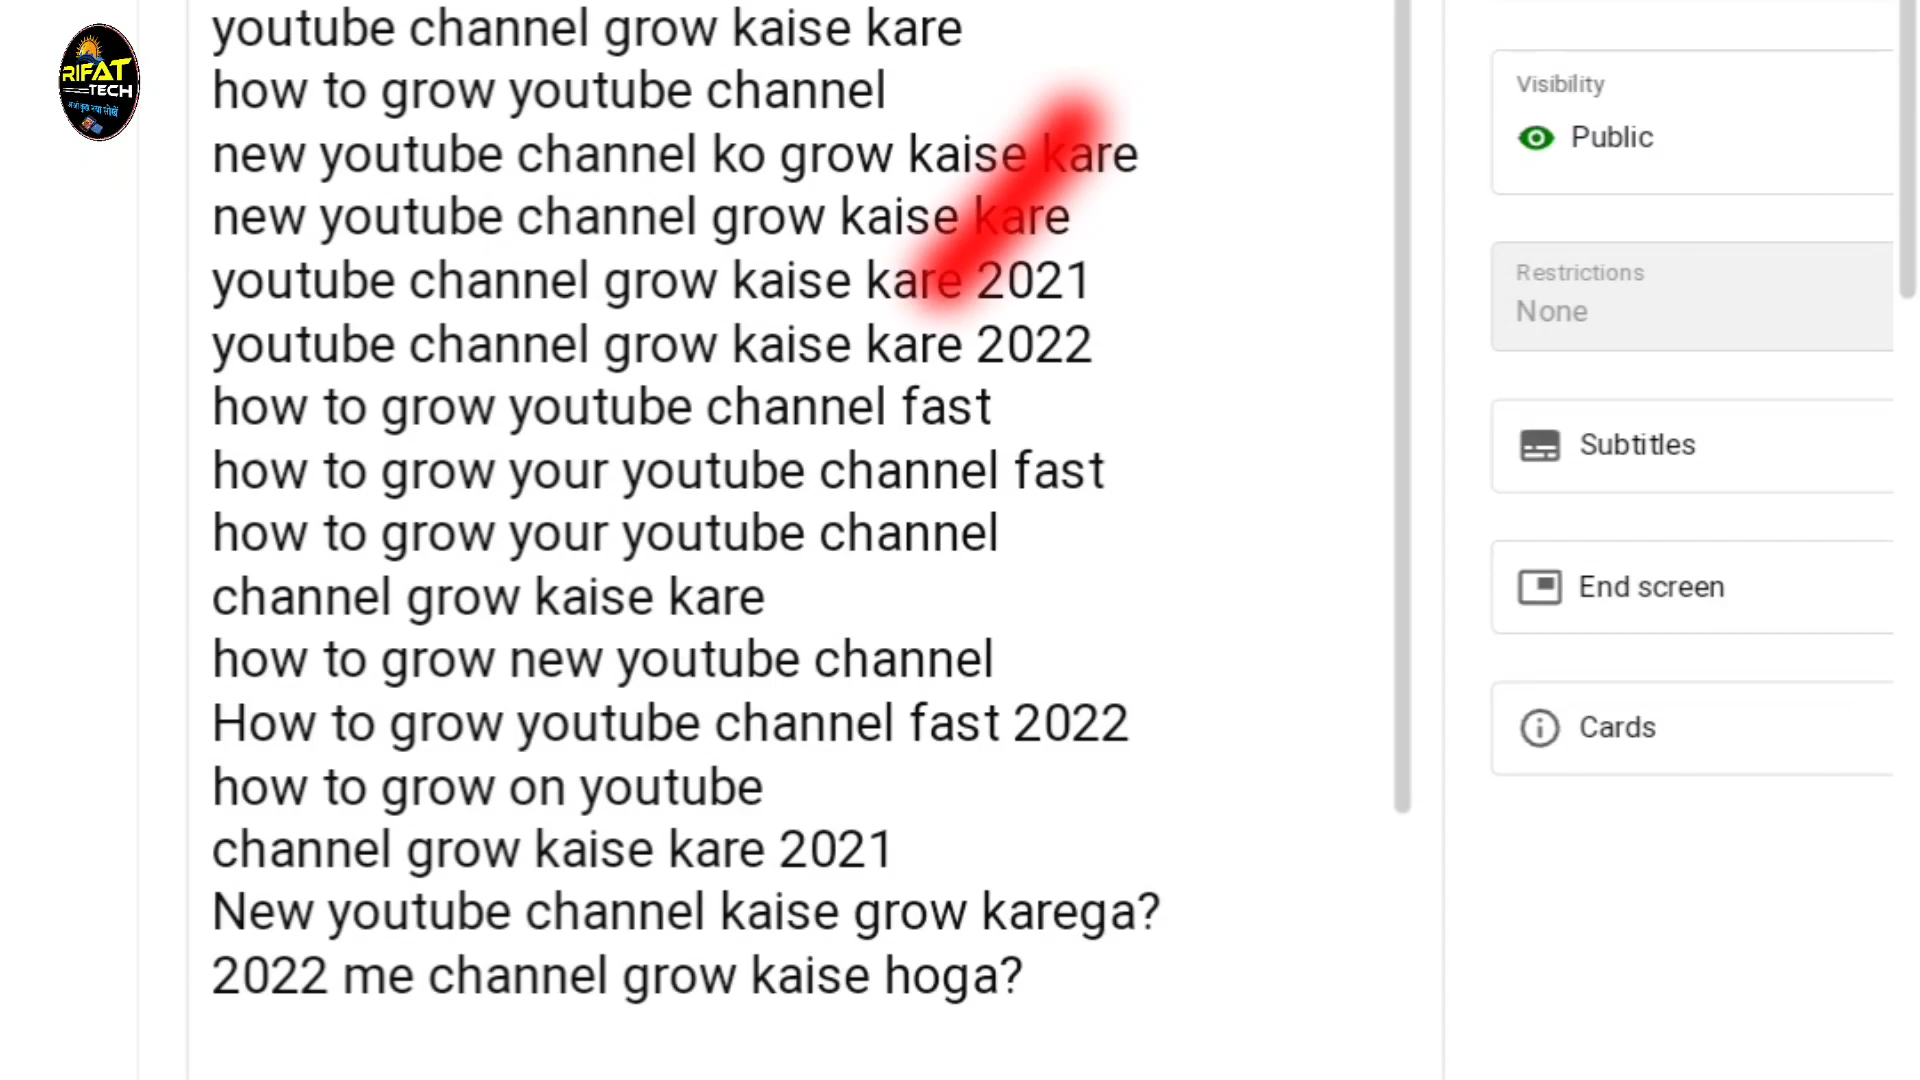 RIFAT
TECH
youtube channel grow kaise kare
how to grow youtube channel
new youtube channel ko grow kaise kare
new youtube channel grow kaise kare
youtube channel grow kaise kare 2021
youtube channel grow kaise kare 2022
how to grow youtube channel fast
how to grow your youtube channel fast
how to grow your youtube channel
channel grow kaise kare
how to grow new youtube channel
How to grow youtube channel fast 2022
how to grow on youtube
channel grow kaise kare 2021
New youtube channel kaise grow karega?
2022 me channel grow kaise hoga?
Visibility
Public
Restrictions
None
Subtitles
End screen
Cards